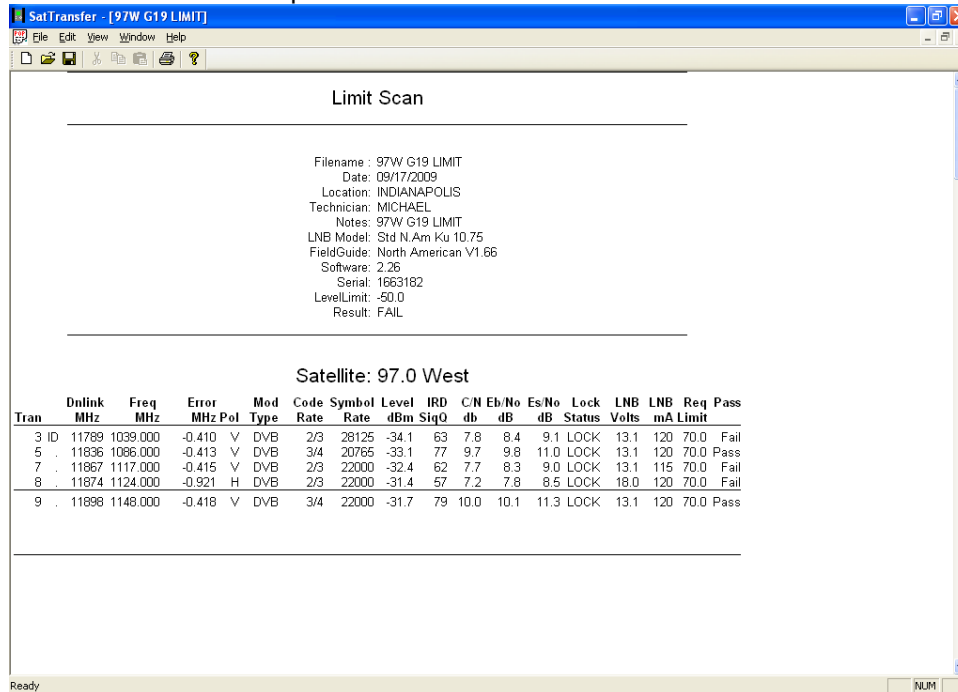 SatTransfer - [97W G19 LIMIT]
File Edit View Window Help
Limit Scan
Filename : 97W G19 LIMIT
Date: 09/17/2009
Location: INDIANAPOLIS
Technician: MICHAEL
Notes: 97W G19 LIMIT
LNB Model: Std N.Am Ku 10.75
FieldGuide: North American V1.66
Software: 2.26
Serial: 1663182
LevelLimit: -50.0
Result: FAIL
Satellite: 97.0 West
Dnlink Freq Error Mod Code Symbol Level IRD C/N Eb/No Es/No Lock LNB LNB Req Pass
Tran MHz MHz MHz Pol Type Rate Rate dBm SiqQ db dB dB Status Volts mA Limit
3 ID 11789 1039.000 -0.410 V DVB 2/3 28125 -34.1 63 7.8 8.4 9.1 LOCK 13.1 120 70.0 Fail
5 . 11836 1086.000 -0.413 V DVB 3/4 20765 -33.1 77 9.7 9.8 11.0 LOCK 13.1 120 70.0 Pass
7 . 11867 1117.000 -0.415 V DVB 2/3 22000 -32.4 62 7.7 8.3 9.0 LOCK 13.1 115 70.0 Fail
8 . 11874 1124.000 -0.921 H DVB 2/3 22000 -31.4 57 7.2 7.8 8.5 LOCK 18.0 120 70.0 Fail
9 . 11898 1148.000 -0.418 V DVB 3/4 22000 -31.7 79 10.0 10.1 11.3 LOCK 13.1 120 70.0 Pass
Ready NUM